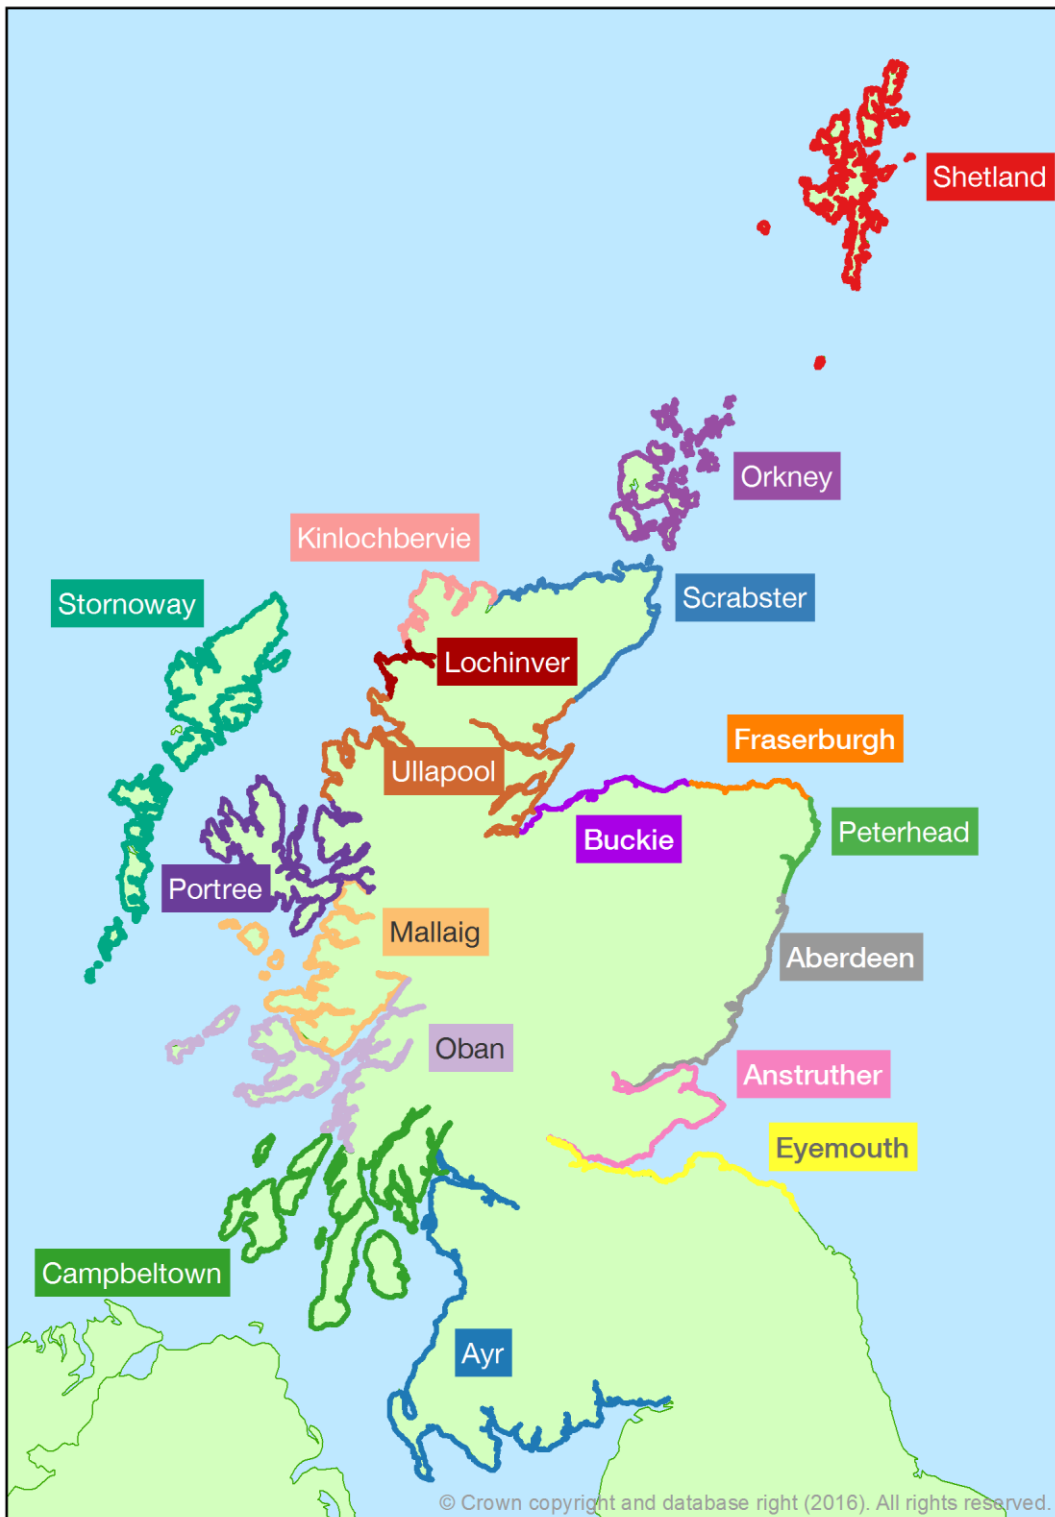 Shetland
Orkney
Kinlochbervie
Stornoway
Scrabster
Lochinver
Fraserburgh
Ullapool
Buckie
Peterhead
Portree
Mallaig
Aberdeen
Oban
Anstruther
Eyemouth
Campbeltown
Ayr
© Crown copyright and database right (2016). All rights reserved.